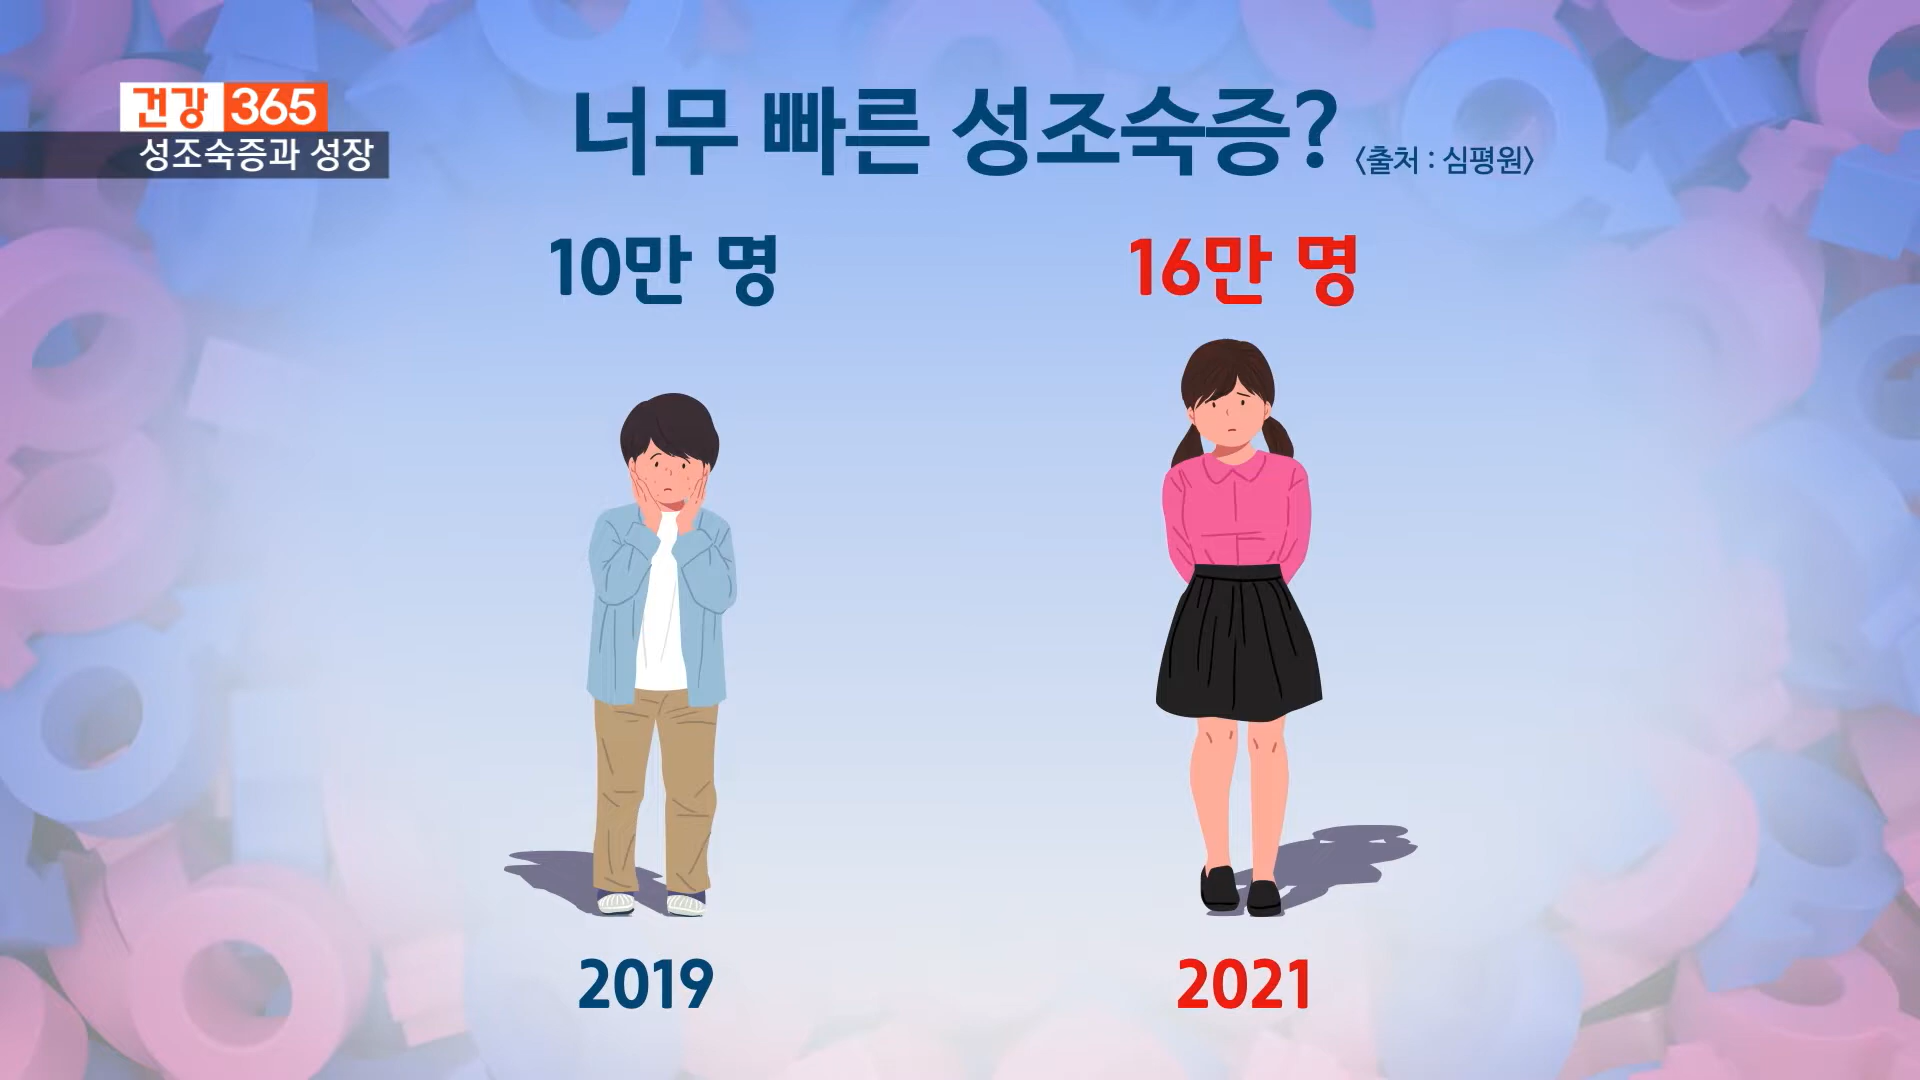 건강 365
성조숙증과 성장
너무 빠른 성조숙증? <출처 : 심평원>
10만 명
16만 명
2019
2021